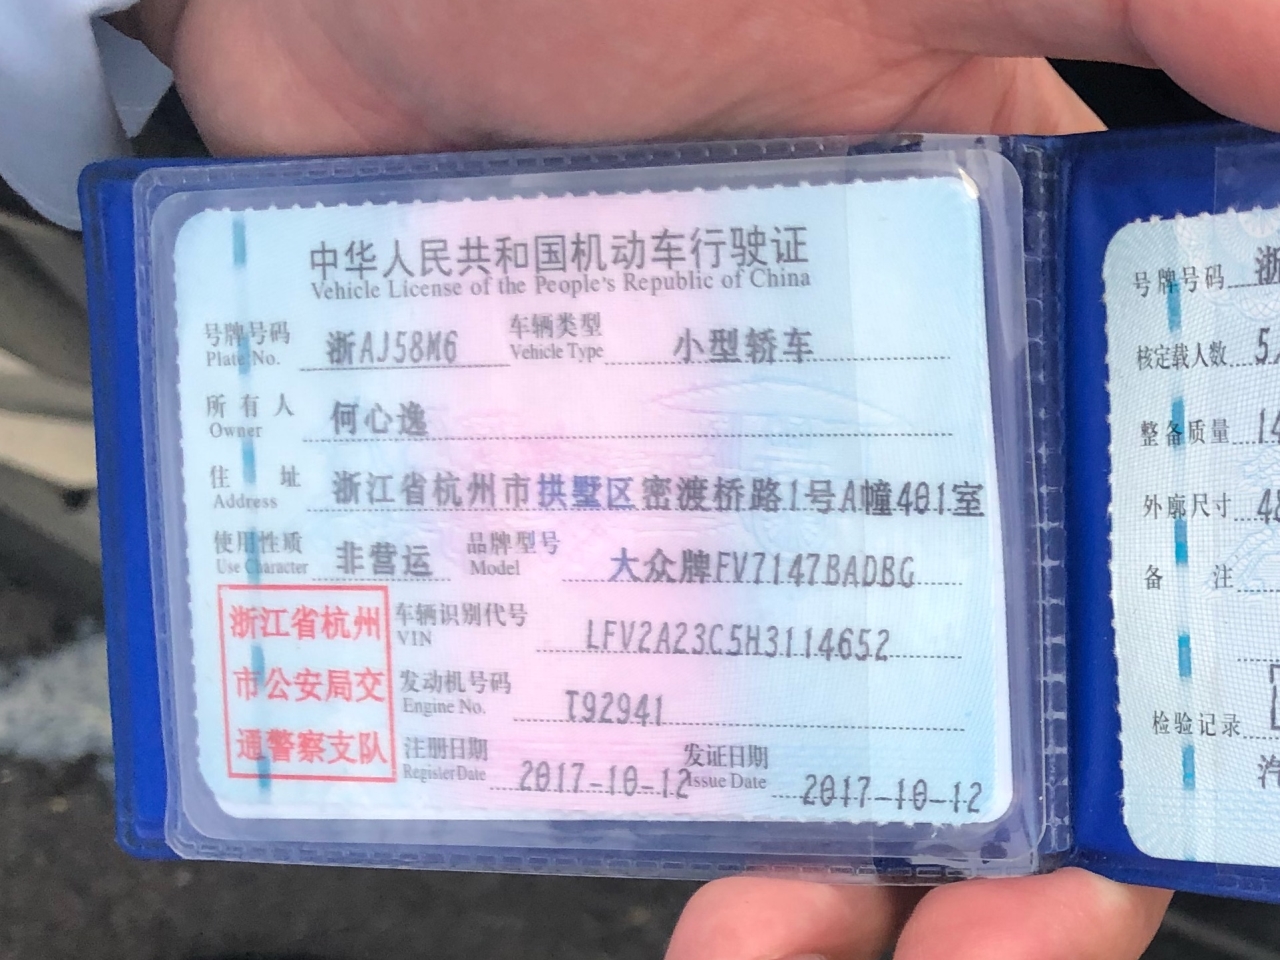 中华人民共和国机动车行驶证
Vehicle License of the People's Republic of China
号牌号码 浙AJ58M6 车辆类型 小型轿车
Plate No. Vehicle Type
所有人 何心逸
Owner
住址 浙江省杭州市拱墅区密渡桥路1号A幢401室
Address
使用性质 非营运 品牌型号 大众牌FV7147BADBG
Use Character Model
浙江省杭州
市公安局交
通警察支队
车辆识别代号 LFV2A23C5H3114652
VIN
发动机号码 T92941
Engine No.
注册日期 2017-10-12 发证日期 2017-10-12
Register Date Issue Date
号牌号码 浙
核定载人数 5
整备质量 14
外廓尺寸 48
备注
检验记录
汽